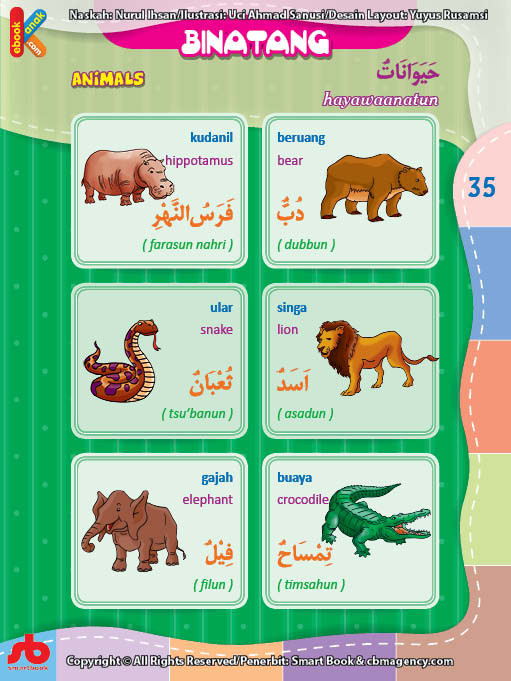 Naskah: Nurul Ihsan/Ilustrasi: Uci Ahmad Sanusi/Desain Layout: Yuyus Rusamsi
ebook anak.com
BINATANG
ANIMALS
حَيَوَانَاتٌ
hayawaanatun
kudanil
hippotamus
فَرَسُ النَّهْرِ
( farasun nahri )
beruang
bear
دُبٌّ
( dubbun )
35
ular
snake
ثُعْبَانٌ
( tsu'banun )
singa
lion
اَسَدٌ
( asadun )
gajah
elephant
فِيْلٌ
( filun )
buaya
crocodile
تِمْسَاحٌ
( timsahun )
sb
smart book
Copyright © All Rights Reserved/Penerbit: Smart Book & cbmagency.com